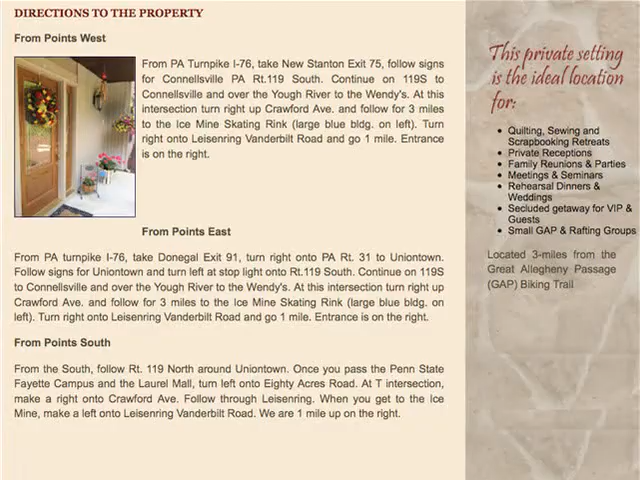 DIRECTIONS TO THE PROPERTY
From Points West
From PA Turnpike I-76, take New Stanton Exit 75, follow signs
for Connellsville PA Rt.119 South. Continue on 119S to
Connellsville and over the Yough River to the Wendy's. At this
intersection turn right up Crawford Ave. and follow for 3 miles
to the Ice Mine Skating Rink (large blue bldg. on left). Turn
right onto Leisenring Vanderbilt Road and go 1 mile. Entrance
is on the right.
From Points East
From PA turnpike I-76, take Donegal Exit 91, turn right onto PA Rt. 31 to Uniontown.
Follow signs for Uniontown and turn left at stop light onto Rt.119 South. Continue on 119S
to Connellsville and over the Yough River to the Wendy's. At this intersection turn right up
Crawford Ave. and follow for 3 miles to the Ice Mine Skating Rink (large blue bldg. on
left). Turn right onto Leisenring Vanderbilt Road and go 1 mile. Entrance is on the right.
From Points South
From the South, follow Rt. 119 North around Uniontown. Once you pass the Penn State
Fayette Campus and the Laurel Mall, turn left onto Eighty Acres Road. At T intersection,
make a right onto Crawford Ave. Follow through Leisenring. When you get to the Ice
Mine, make a left onto Leisenring Vanderbilt Road. We are 1 mile up on the right.
This private setting
is the ideal location
for:
• Quilting, Sewing and
Scrapbooking Retreats
• Private Receptions
• Family Reunions & Parties
• Meetings & Seminars
• Rehearsal Dinners &
Weddings
• Secluded getaway for VIP &
Guests
• Small GAP & Rafting Groups
Located 3-miles from the
Great Allegheny Passage
(GAP) Biking Trail